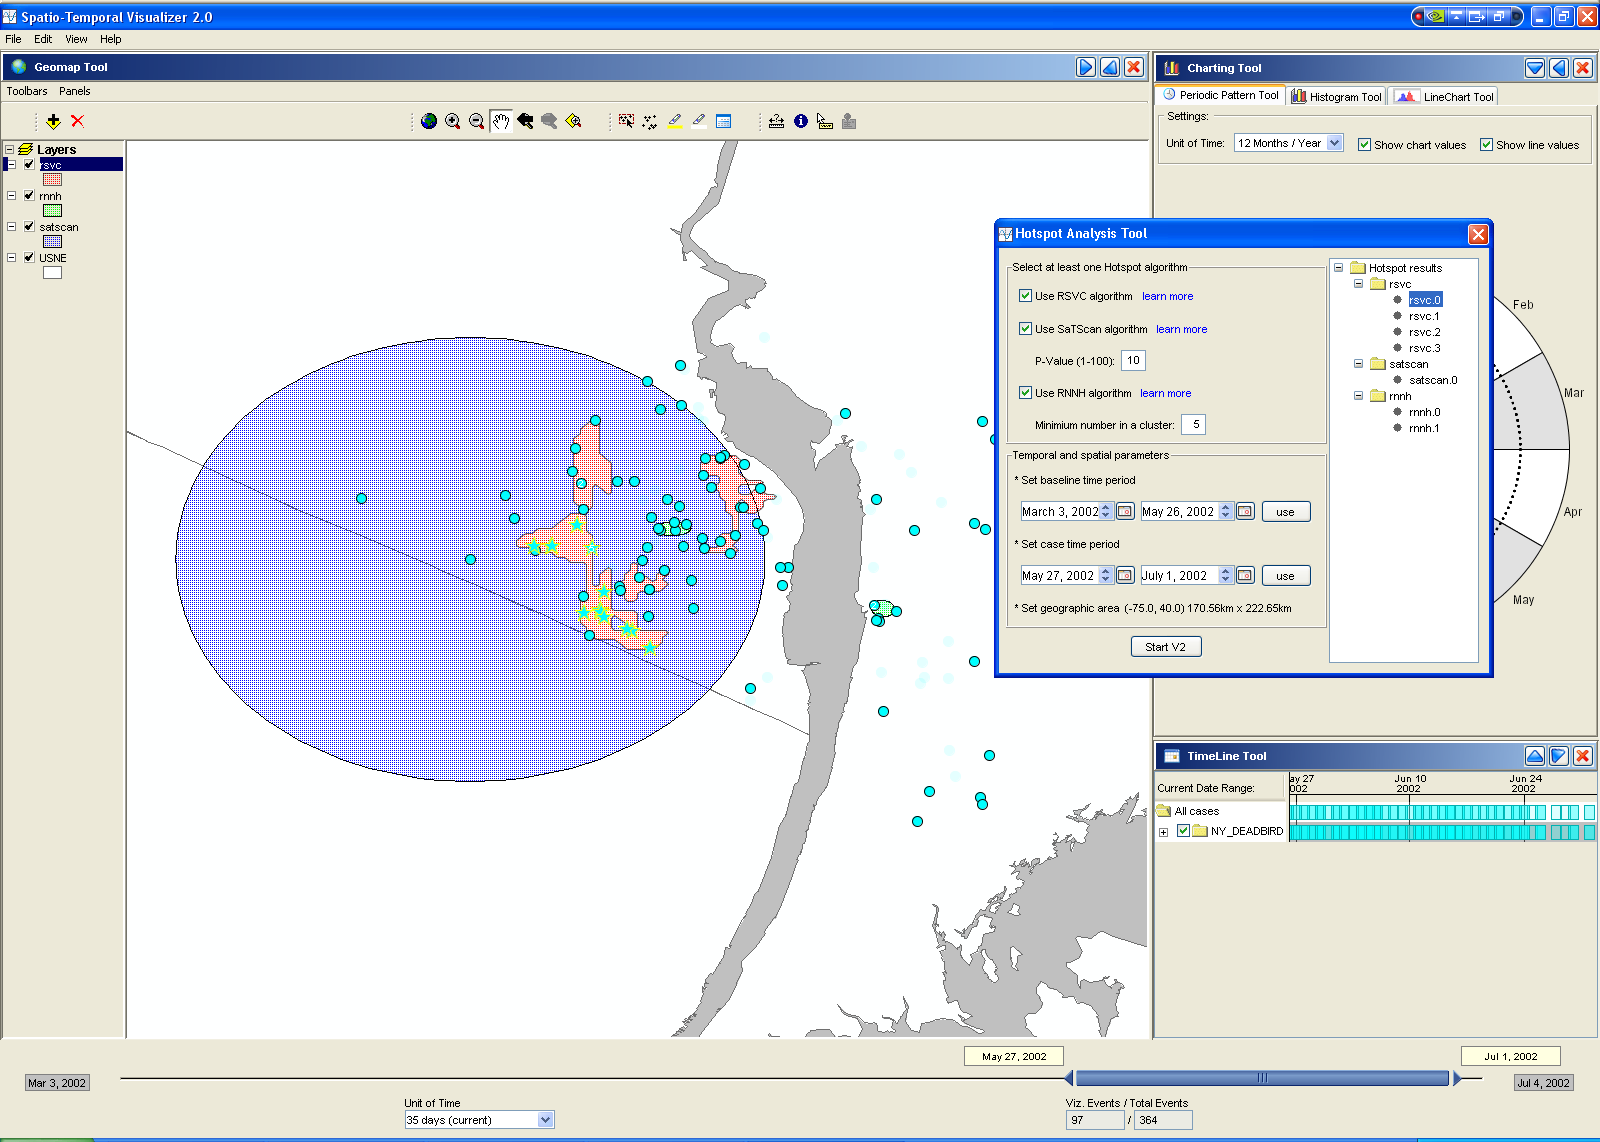 Spatio-Temporal Visualizer 2.0
File Edit View Help
Geomap Tool
Toolbars Panels
Layers
rsvc
rnnh
satscan
USNE
Charting Tool
Periodic Pattern Tool Histogram Tool LineChart Tool
Settings:
Unit of Time: 12 Months / Year Show chart values Show line values
Feb
Mar
Apr
May
Hotspot Analysis Tool
Select at least one Hotspot algorithm
Use RSVC algorithm learn more
Use SaTScan algorithm learn more
P-Value (1-100): 10
Use RNNH algorithm learn more
Minimum number in a cluster: 5
Temporal and spatial parameters
* Set baseline time period
March 3, 2002 May 26, 2002 use
* Set case time period
May 27, 2002 July 1, 2002 use
* Set geographic area (-75.0, 40.0) 170.56km x 222.65km
Start V2
Hotspot results
rsvc
rsvc.0
rsvc.1
rsvc.2
rsvc.3
satscan
satscan.0
rnnh
rnnh.0
rnnh.1
TimeLine Tool
Current Date Range:
ay 27 Jun 10 Jun 24
002 2002 2002
All cases
NY_DEADBIRD
May 27, 2002 Jul 1, 2002
Mar 3, 2002 Jul 4, 2002
Unit of Time
35 days (current)
Viz. Events / Total Events
97 / 364